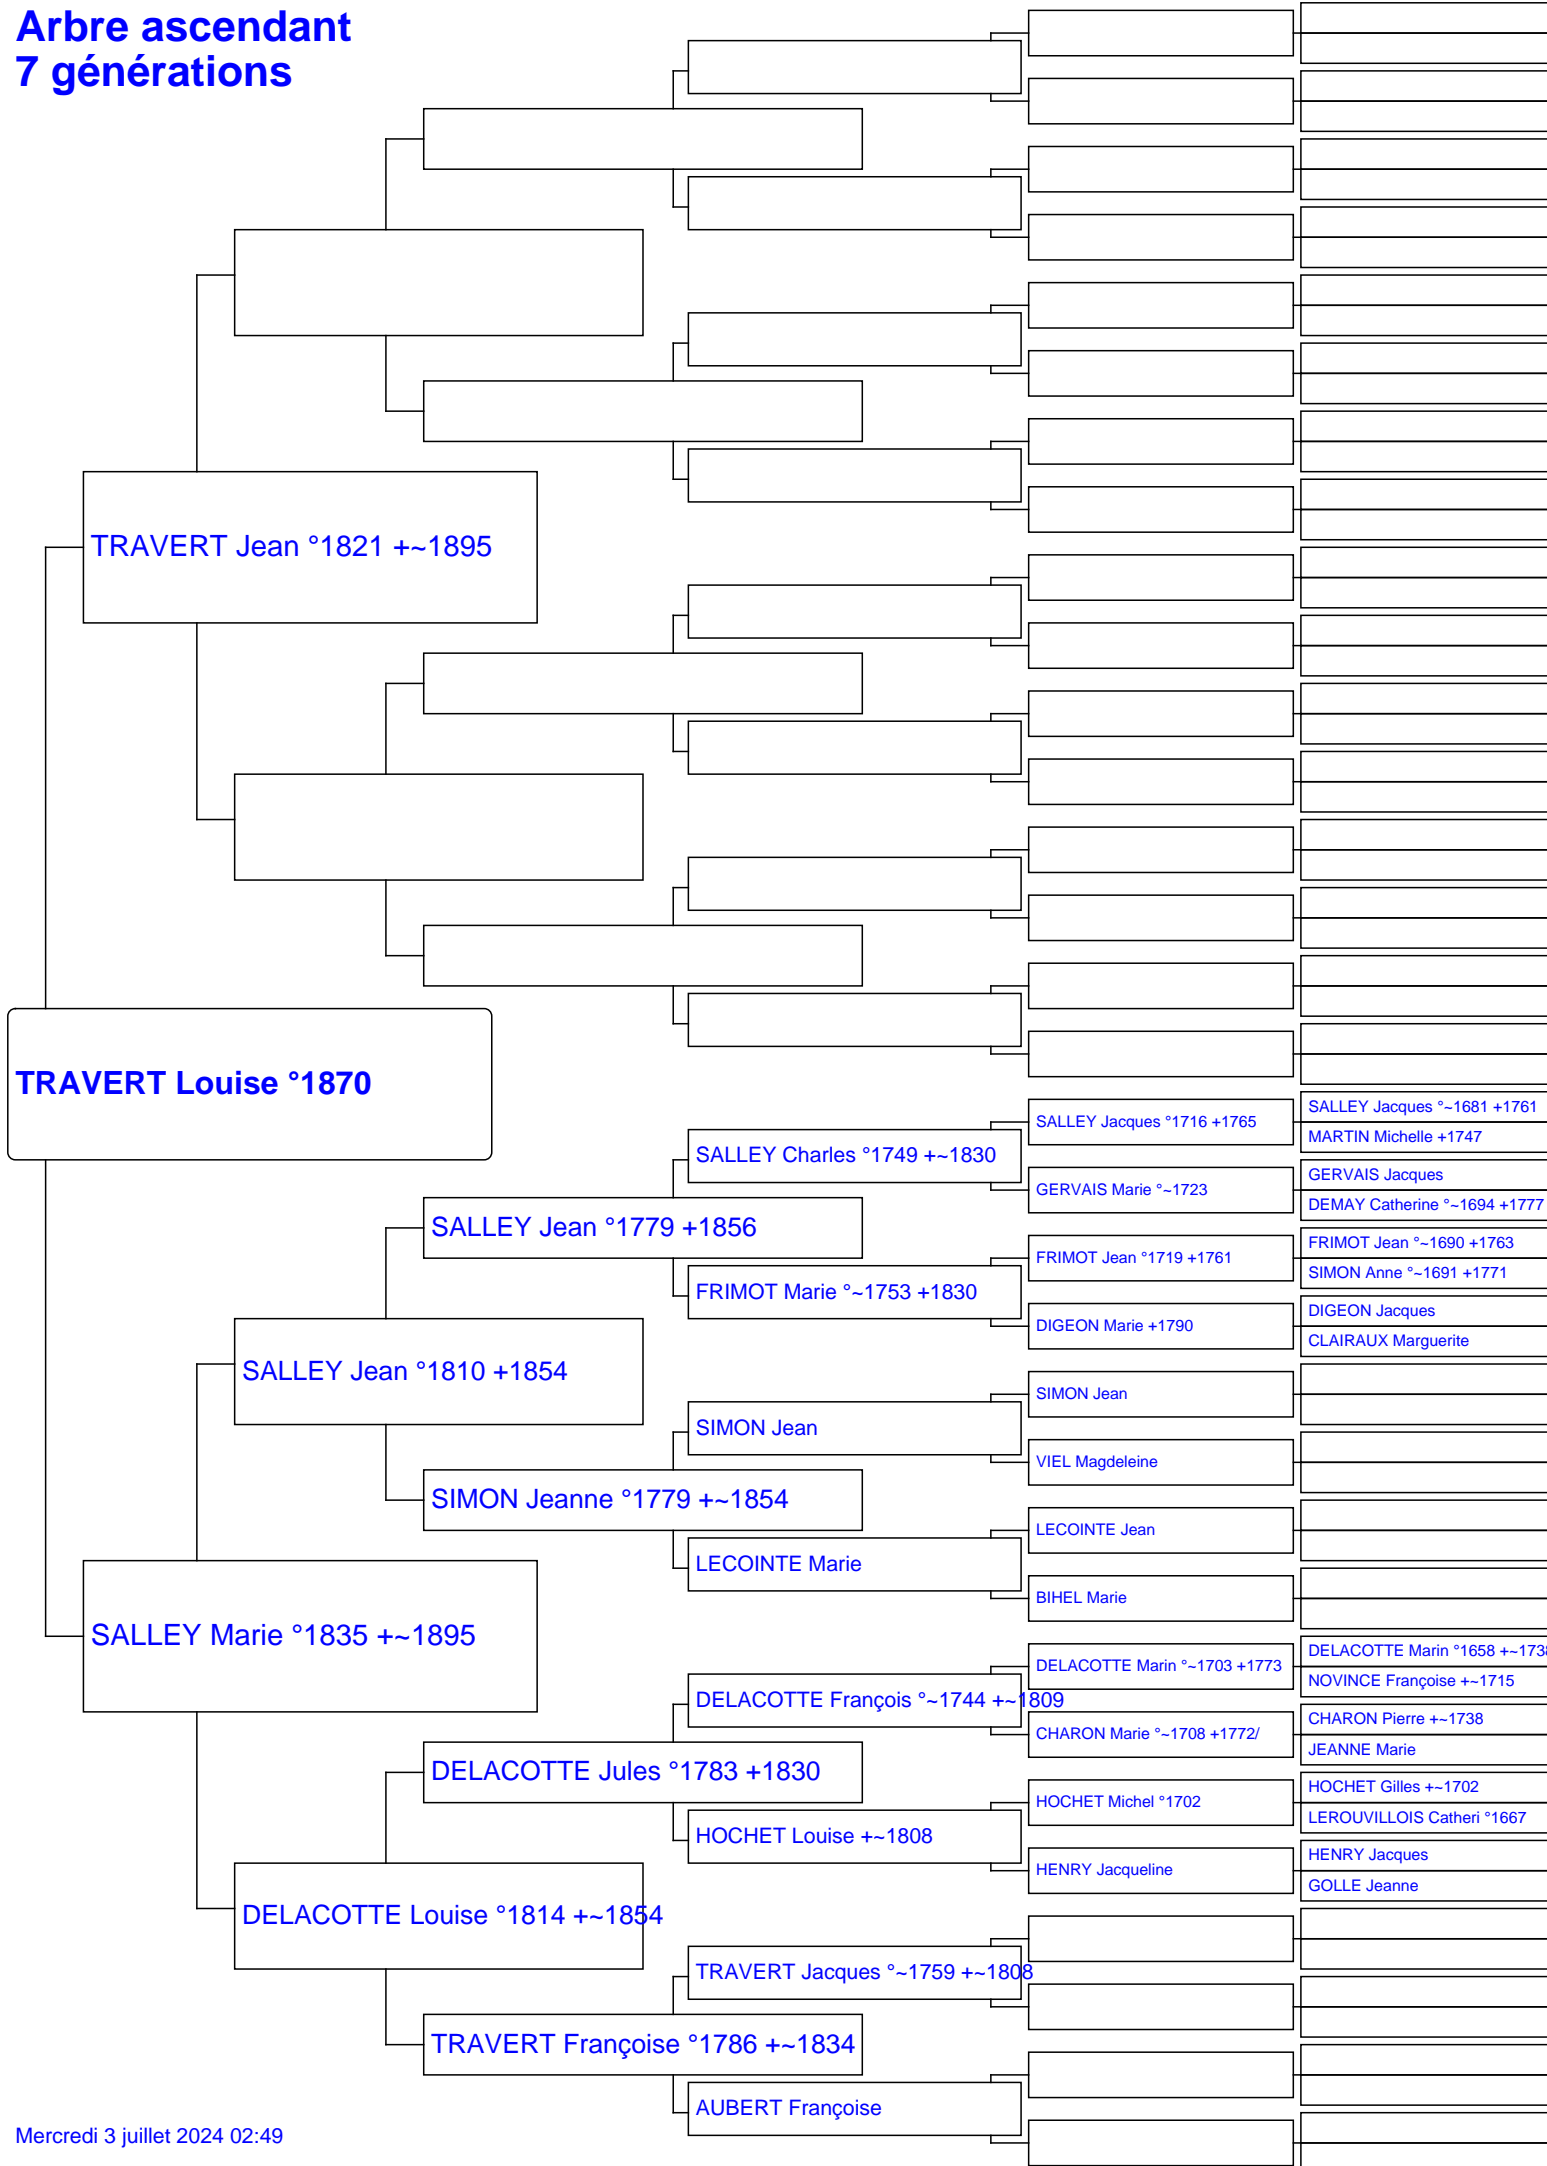 Arbre ascendant
7 générations
TRAVERT Jean °1821 +~1895
TRAVERT Louise °1870
SALLEY Jacques °~1681 +1761
SALLEY Jacques °1716 +1765
MARTIN Michelle +1747
SALLEY Charles °1749 +~1830
GERVAIS Jacques
GERVAIS Marie °~1723
DEMAY Catherine °~1694 +1777
SALLEY Jean °1779 +1856
FRIMOT Jean °~1690 +1763
FRIMOT Jean °1719 +1761
SIMON Anne °~1691 +1771
FRIMOT Marie °~1753 +1830
DIGEON Jacques
DIGEON Marie +1790
CLAIRAUX Marguerite
SALLEY Jean °1810 +1854
SIMON Jean
SIMON Jean
VIEL Magdeleine
SIMON Jeanne °1779 +~1854
LECOINTE Jean
LECOINTE Marie
BIHEL Marie
SALLEY Marie °1835 +~1895
DELACOTTE Marin °1658 +~1738
DELACOTTE Marin °~1703 +1773
NOVINCE Françoise +~1715
DELACOTTE François °~1744 +~1809
CHARON Pierre +~1738
CHARON Marie °~1708 +1772/
JEANNE Marie
DELACOTTE Jules °1783 +1830
HOCHET Gilles +~1702
HOCHET Michel °1702
LEROUVILLOIS Catheri °1667
HOCHET Louise +~1808
HENRY Jacques
HENRY Jacqueline
GOLLE Jeanne
DELACOTTE Louise °1814 +~1854
TRAVERT Jacques °~1759 +~1808
TRAVERT Françoise °1786 +~1834
AUBERT Françoise
Mercredi 3 juillet 2024 02:49